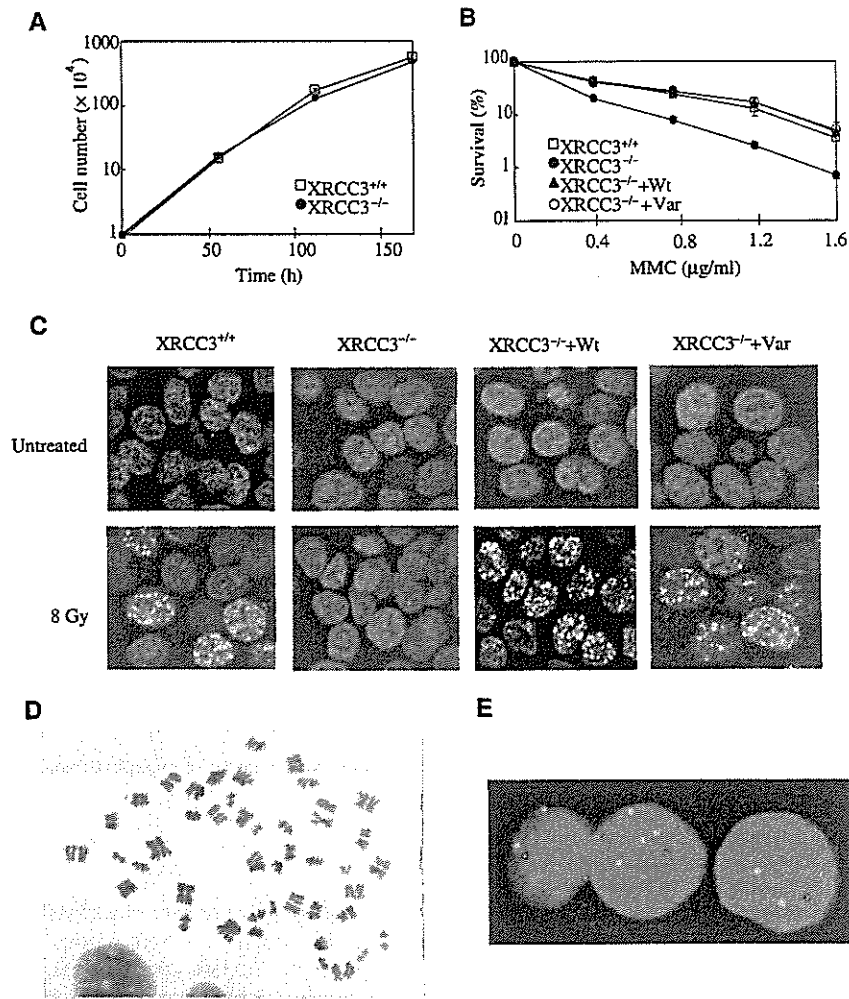 A
1000
100
10
1
0
50
100
150
Cell number (× 10⁴)
Time (h)
XRCC3+/+
XRCC3−/−
B
100
10
1
01
0
0.4
0.8
1.2
1.6
Survival (%)
MMC (µg/ml)
XRCC3+/+
XRCC3−/−
XRCC3−/−+Wt
XRCC3−/−+Var
C
XRCC3+/+
XRCC3−/−
XRCC3−/−+Wt
XRCC3−/−+Var
Untreated
8 Gy
D
E